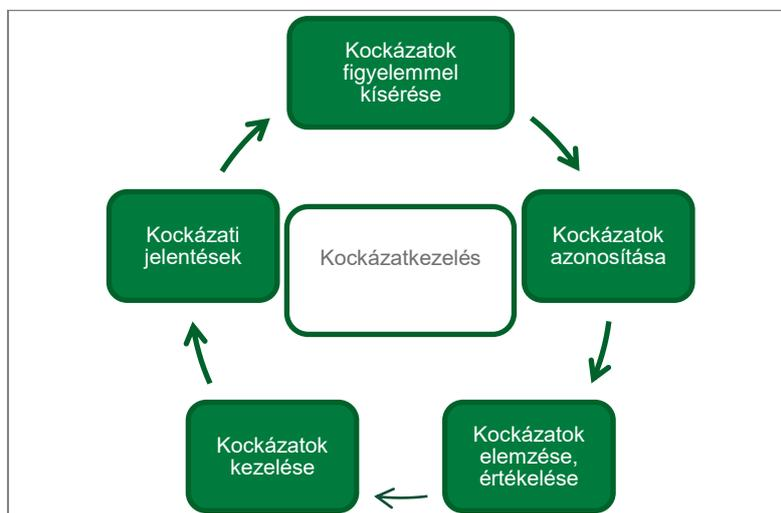 Kockázatok
figyelemmel
kísérése
Kockázati
jelentések
Kockázatkezelés
Kockázatok
azonosítása
Kockázatok
kezelése
Kockázatok
elemzése,
értékelése